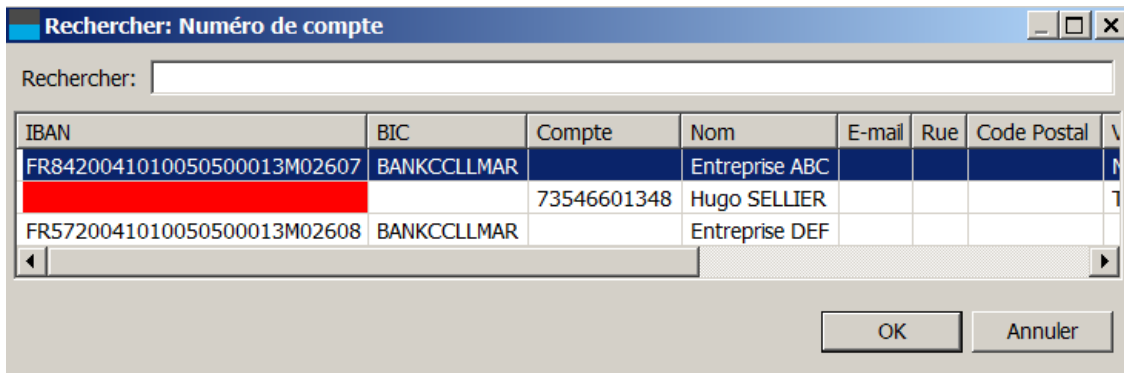 Rechercher: Numéro de compte
Rechercher:
IBAN BIC Compte Nom E-mail Rue Code Postal V
FR8420041010050500013M02607 BANKCCLLMAR Entreprise ABC
73546601348 Hugo SELLIER
FR5720041010050500013M02608 BANKCCLLMAR Entreprise DEF
OK Annuler